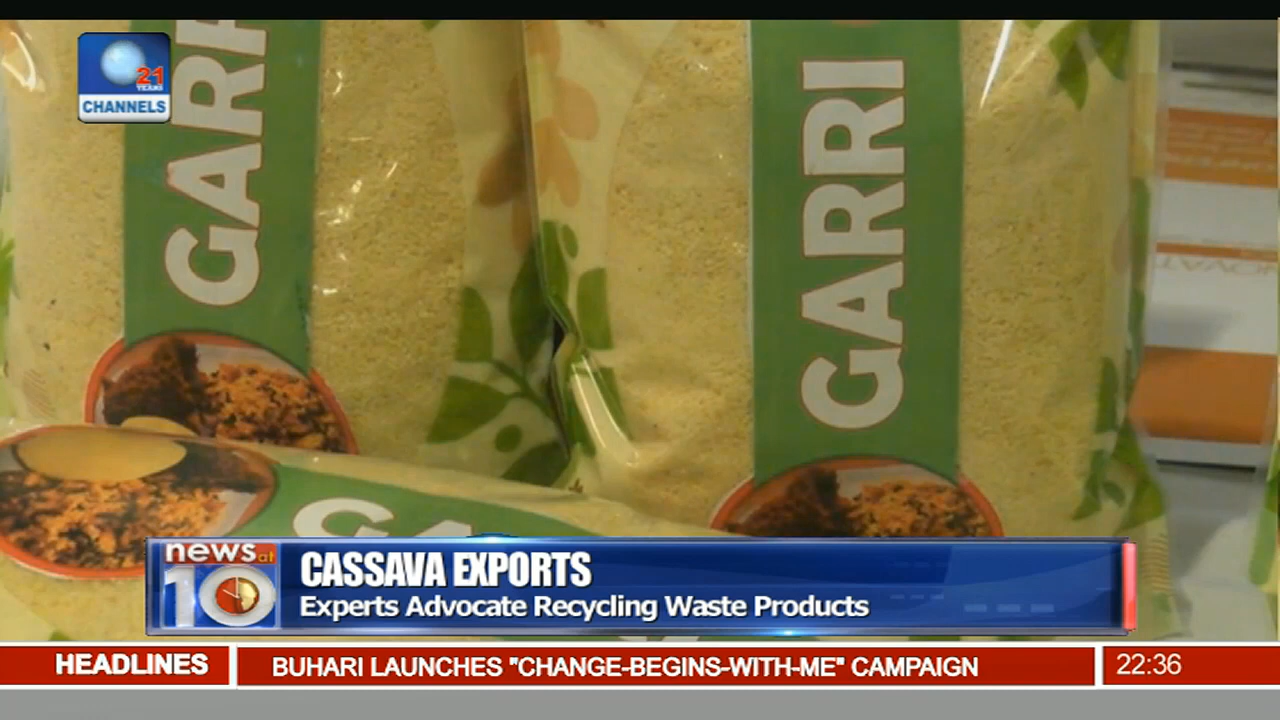 21
YEARS
CHANNELS
GARRI
GARRI
GA
news at
10
CASSAVA EXPORTS
Experts Advocate Recycling Waste Products
HEADLINES
BUHARI LAUNCHES "CHANGE-BEGINS-WITH-ME" CAMPAIGN
22:36